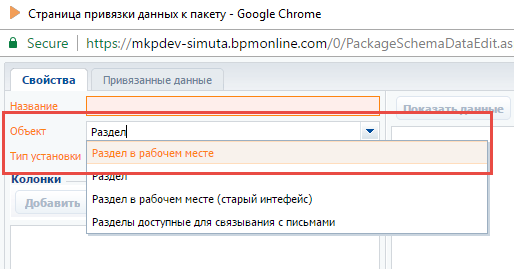 Страница привязки данных к пакету - Google Chrome
Secure https://mkpdev-simuta.bpmonline.com/0/PackageSchemaDataEdit.as
Свойства Привязанные данные
Название Показать данные
Объект Раздел
Тип установки Раздел в рабочем месте
Колонки Раздел
Добавить Раздел в рабочем месте (старый интефейс)
Разделы доступные для связывания с письмами